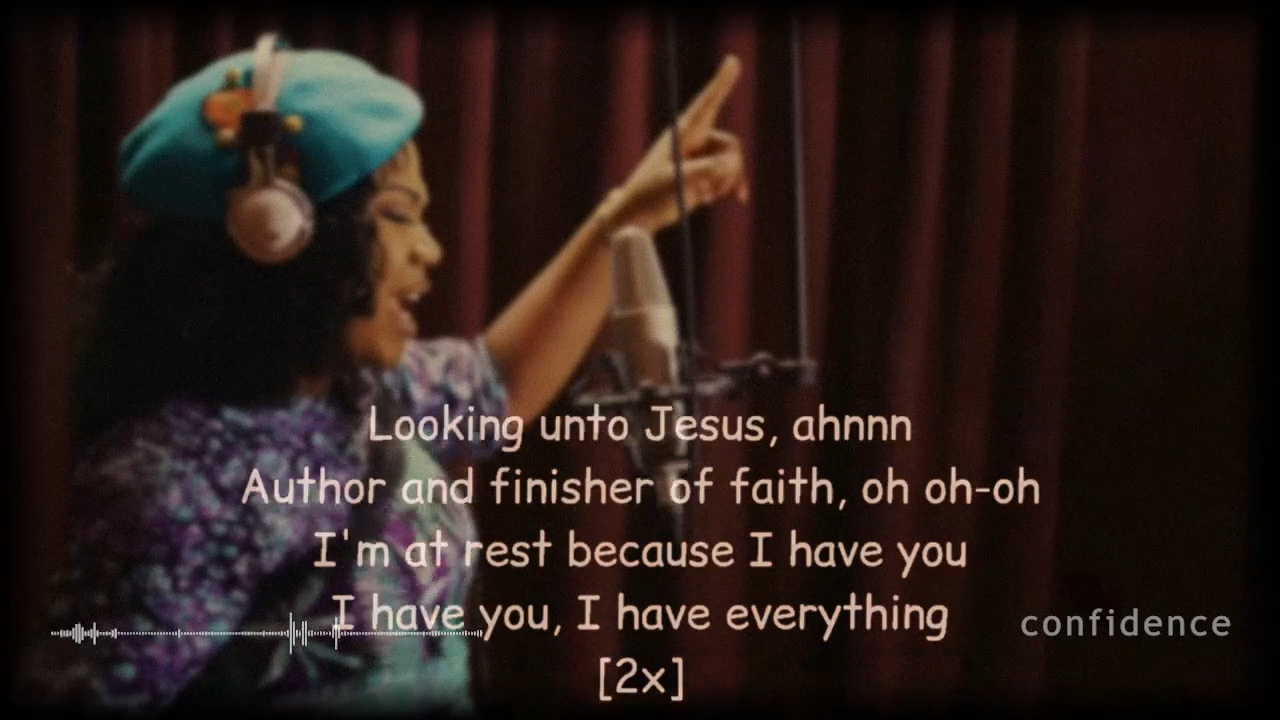 Looking unto Jesus, ahnnn
Author and finisher of faith, oh oh-oh
I'm at rest because I have you
I have you, I have everything
confidence
[2x]